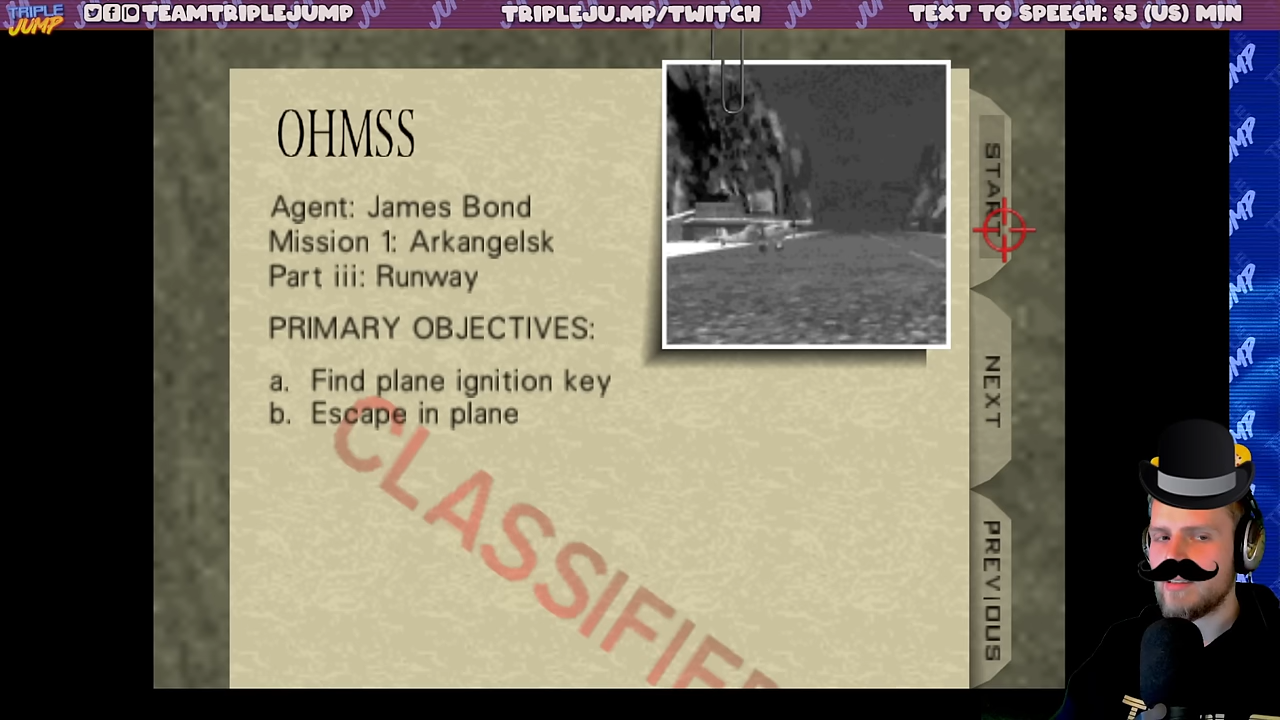 TRIPLE
JUMP
TEAMTRIPLEJUMP
TRIPLEJU.MP/TWITCH
TEXT TO SPEECH: $5 (US) MIN
OHMSS
Agent: James Bond
Mission 1: Arkangelsk
Part iii: Runway
PRIMARY OBJECTIVES:
a. Find plane ignition key
b. Escape in plane
CLASSIFIE
START
NEXT
PREVIOUS